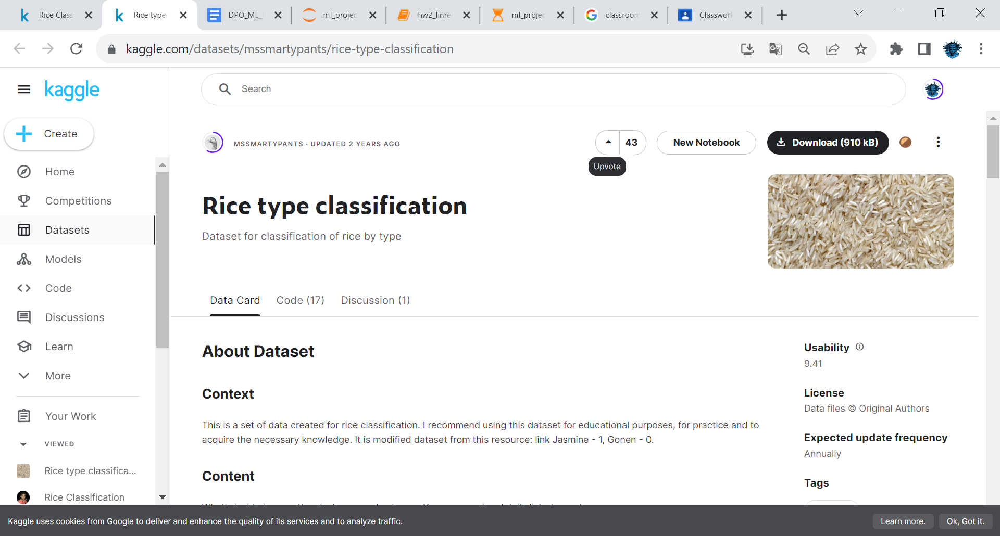 Rice Class
Rice type
DPO_ML_
ml_projec
hw2_linre
ml_projec
classroom
Classwork
kaggle.com/datasets/mssmartypants/rice-type-classification
kaggle
Search
Create
Home
Competitions
Datasets
Models
Code
Discussions
Learn
More
Your Work
VIEWED
Rice type classifica...
Rice Classification
MSSMARTYPANTS · UPDATED 2 YEARS AGO
43
New Notebook
Download (910 kB)
Upvote
Rice type classification
Dataset for classification of rice by type
Data Card
Code (17)
Discussion (1)
About Dataset
Context
This is a set of data created for rice classification. I recommend using this dataset for educational purposes, for practice and to
acquire the necessary knowledge. It is modified dataset from this resource: link Jasmine - 1, Gonen - 0.
Content
Usability
9.41
License
Data files © Original Authors
Expected update frequency
Annually
Tags
Kaggle uses cookies from Google to deliver and enhance the quality of its services and to analyze traffic.
Learn more.
Ok, Got it.